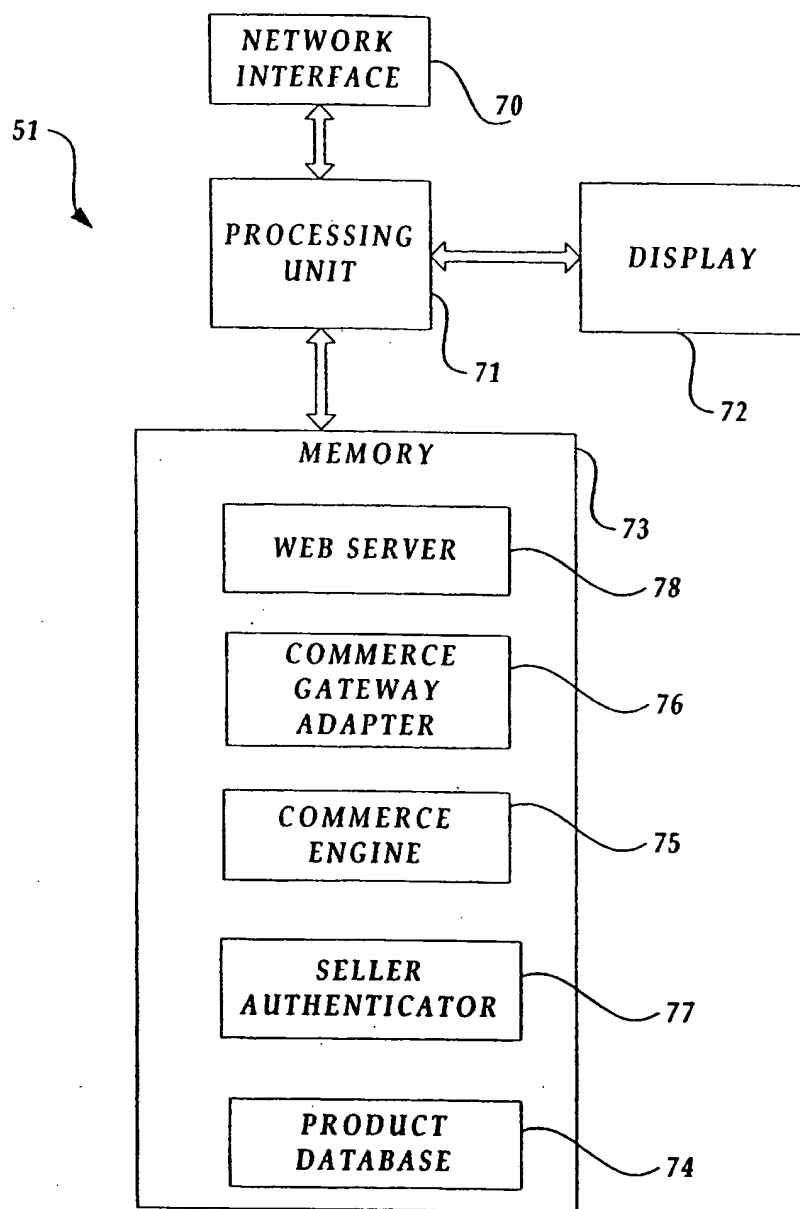 NETWORK
INTERFACE
70
51
PROCESSING
UNIT
DISPLAY
71
72
MEMORY
73
WEB SERVER
78
COMMERCE
GATEWAY
ADAPTER
76
COMMERCE
ENGINE
75
SELLER
AUTHENTICATOR
77
PRODUCT
DATABASE
74